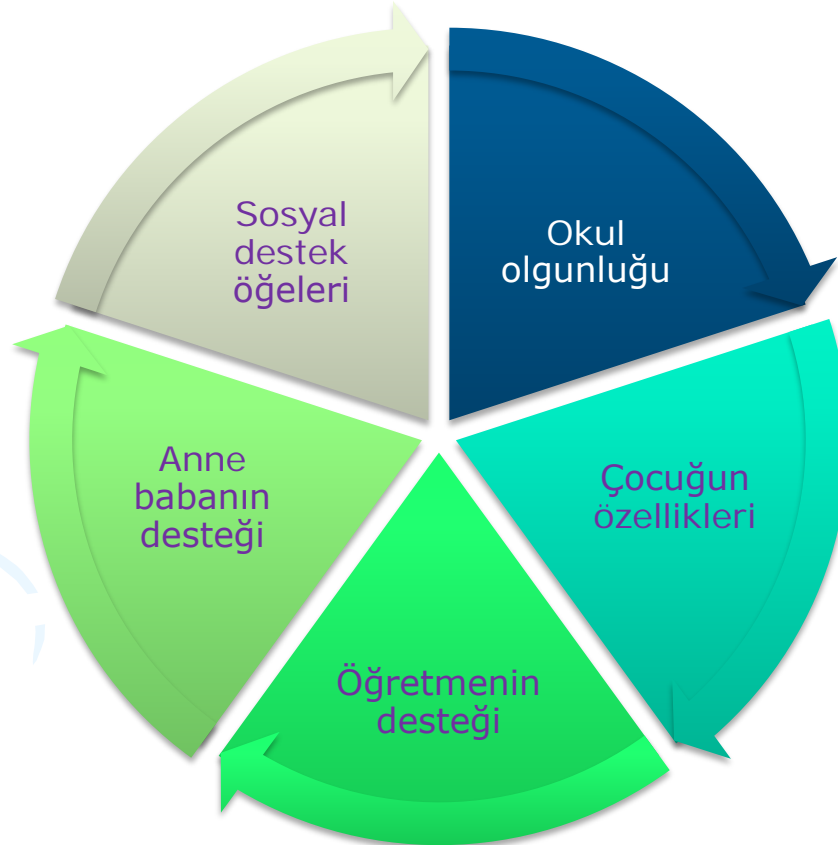 Okul
olgunluğu
Çocuğun
özellikleri
Öğretmenin
desteği
Anne
babanın
desteği
Sosyal
destek
öğeleri